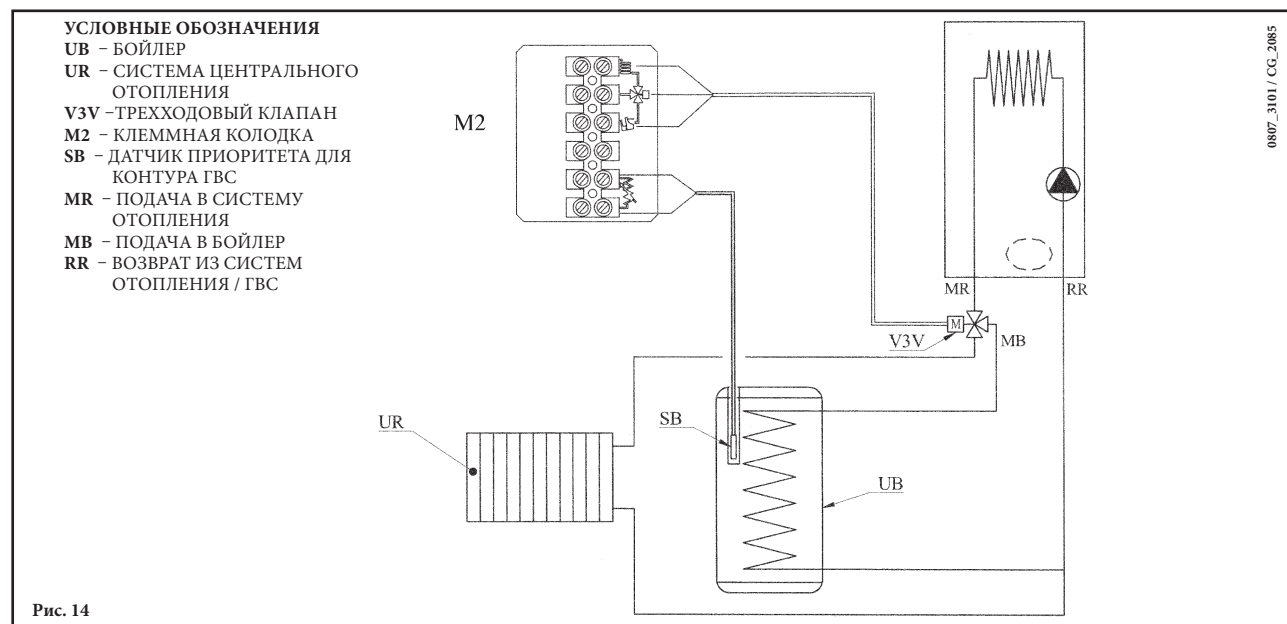 УСЛОВНЫЕ ОБОЗНАЧЕНИЯ
UB – БОЙЛЕР
UR – СИСТЕМА ЦЕНТРАЛЬНОГО
ОТОПЛЕНИЯ
V3V –ТРЕХХОДОВЫЙ КЛАПАН
M2 – КЛЕММНАЯ КОЛОДКА
SB – ДАТЧИК ПРИОРИТЕТА ДЛЯ
КОНТУРА ГВС
MR – ПОДАЧА В СИСТЕМУ
ОТОПЛЕНИЯ
MB – ПОДАЧА В БОЙЛЕР
RR – ВОЗВРАТ ИЗ СИСТЕМ
ОТОПЛЕНИЯ / ГВС
M2
0807_3101 / CG_2085
MR
RR
M
V3V
MB
UR
SB
UB
Рис. 14